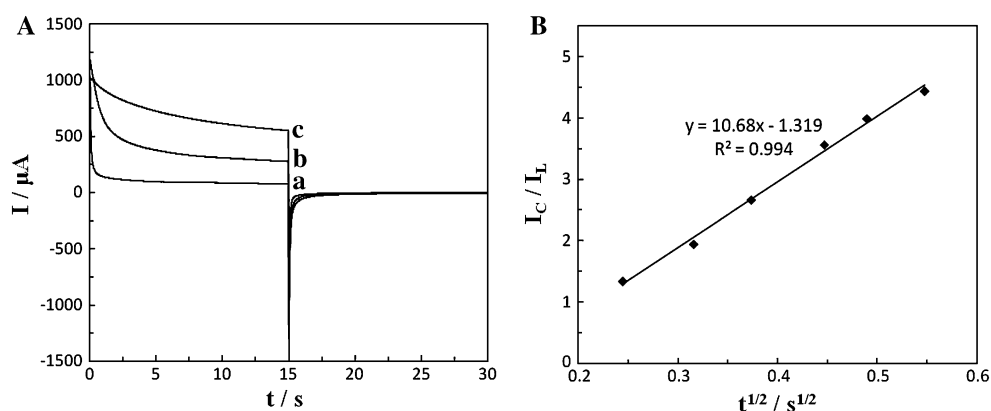 A
1500
1000
500
0
-500
-1000
-1500
I / μA
c
b
a
0 5 10 15 20 25 30
t / s
B
5
4
3
2
1
0
I_C / I_L
y = 10.68x - 1.319
R² = 0.994
0.2 0.3 0.4 0.5 0.6
t^1/2 / s^1/2